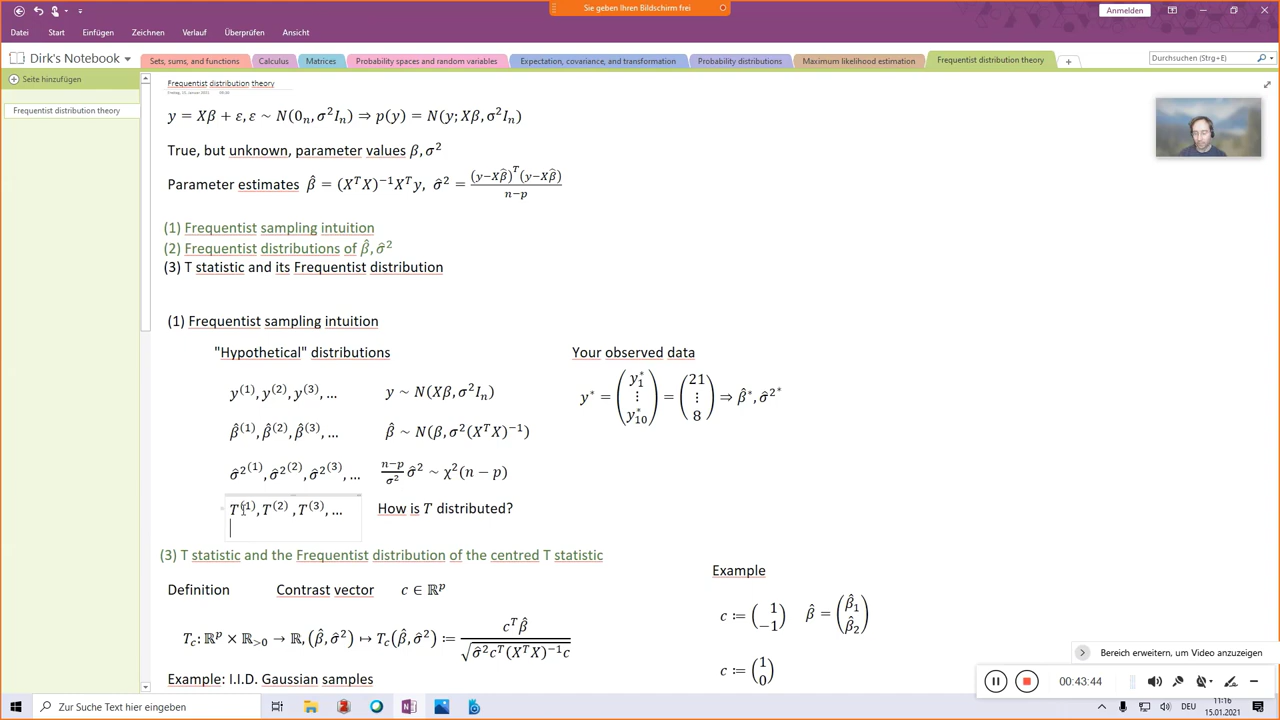 Sie geben Ihren Bildschirm frei
Anmelden
Datei Start Einfügen Zeichnen Verlauf Überprüfen Ansicht
Dirk's Notebook
Sets, sums, and functions Calculus Matrices Probability spaces and random variables Expectation, covariance, and transformation Probability distributions Maximum likelihood estimation Frequentist distribution theory
Durchsuchen (Strg+E)
Seite hinzufügen
Frequentist distribution theory
Frequentist distribution theory
Freitag, 15. Januar 2021
y = Xβ + ε, ε ~ N(0ₙ, σ²Iₙ) ⇒ p(y) = N(y; Xβ, σ²Iₙ)
True, but unknown, parameter values β, σ²
Parameter estimates β̂ = (XᵀX)⁻¹Xᵀy, σ̂² = (y−Xβ̂)ᵀ(y−Xβ̂) / n−p
(1) Frequentist sampling intuition
(2) Frequentist distributions of β̂, σ̂²
(3) T statistic and its Frequentist distribution
(1) Frequentist sampling intuition
"Hypothetical" distributions
Your observed data
y⁽¹⁾, y⁽²⁾, y⁽³⁾, … y ~ N(Xβ, σ²Iₙ)
y* = (y₁* ⋮ y₁₀*) = (21 ⋮ 8) ⇒ β̂*, σ̂²*
β̂⁽¹⁾, β̂⁽²⁾, β̂⁽³⁾, … β̂ ~ N(β, σ²(XᵀX)⁻¹)
σ̂²⁽¹⁾, σ̂²⁽²⁾, σ̂²⁽³⁾, … n−p/σ² σ̂² ~ χ²(n − p)
T⁽¹⁾, T⁽²⁾, T⁽³⁾, … How is T distributed?
(3) T statistic and the Frequentist distribution of the centred T statistic
Example
Definition Contrast vector c ∈ ℝᵖ
c ≔ (1 −1) β̂ = (β̂₁ β̂₂)
T_c: ℝᵖ × ℝ_{>0} → ℝ, (β̂, σ̂²) ↦ T_c(β̂, σ̂²) ≔ cᵀβ̂ / √(σ̂²cᵀ(XᵀX)⁻¹c)
c ≔ (1 0)
Example: I.I.D. Gaussian samples
Bereich erweitern, um Video anzuzeigen
00:43:44
Zur Suche Text hier eingeben
DEU
11:16
15.01.2021